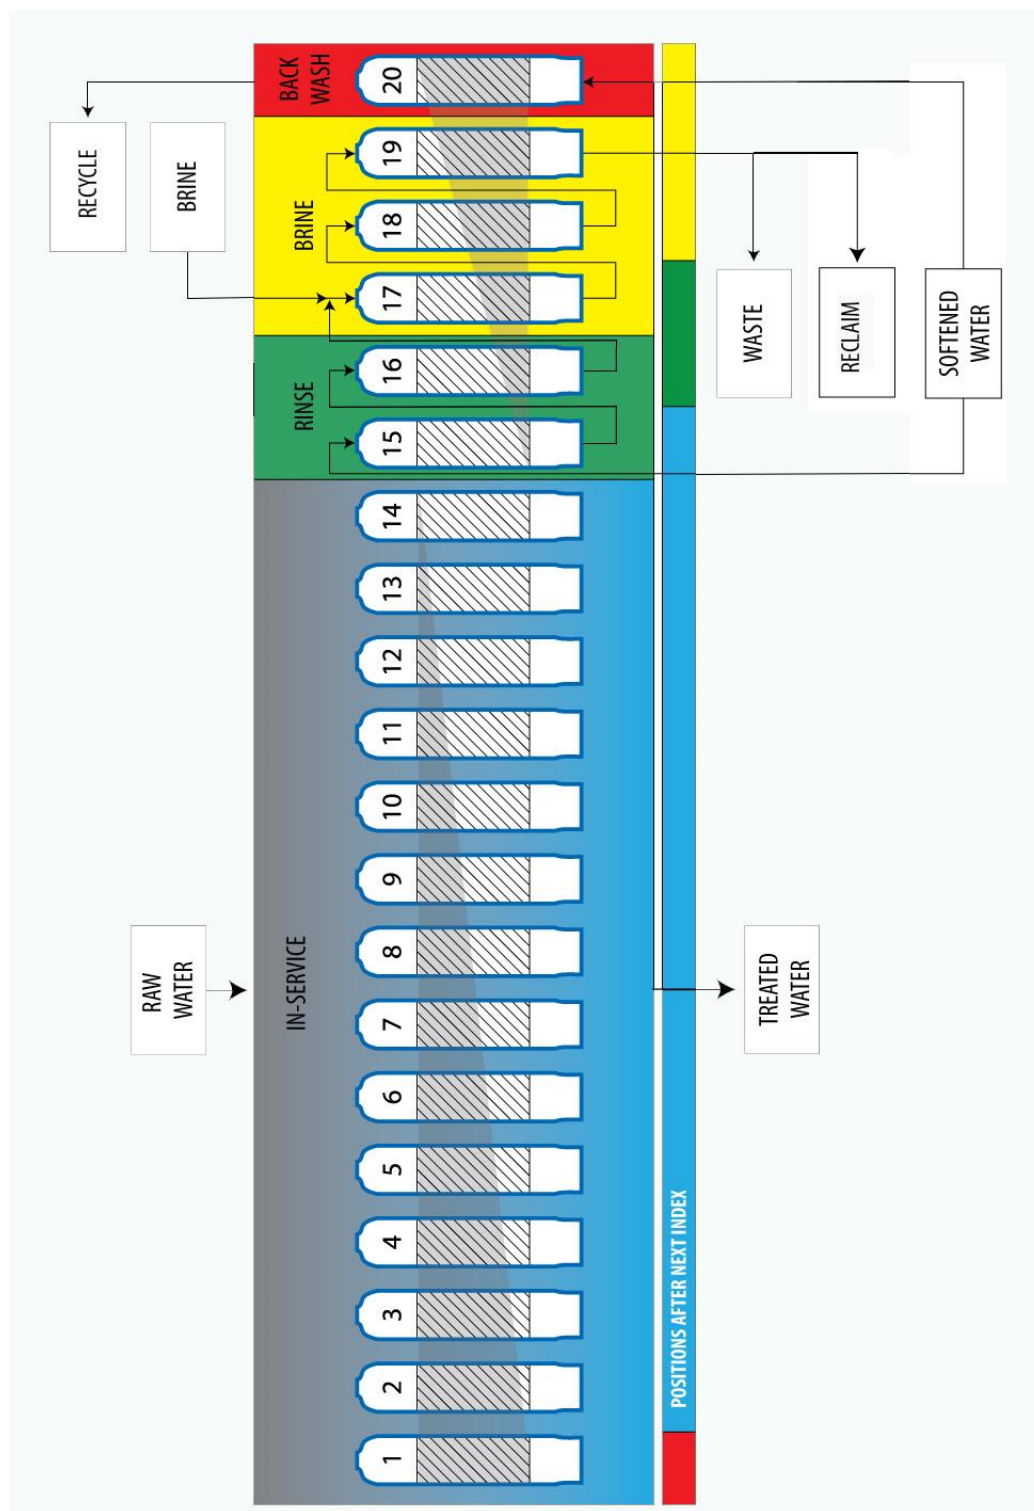 RECYCLE
BRINE
RAW
WATER
BACK
WASH
BRINE
RINSE
IN-SERVICE
20
19
18
17
16
15
14
13
12
11
10
9
8
7
6
5
4
3
2
1
POSITIONS AFTER NEXT INDEX
WASTE
RECLAIM
SOFTENED
WATER
TREATED
WATER